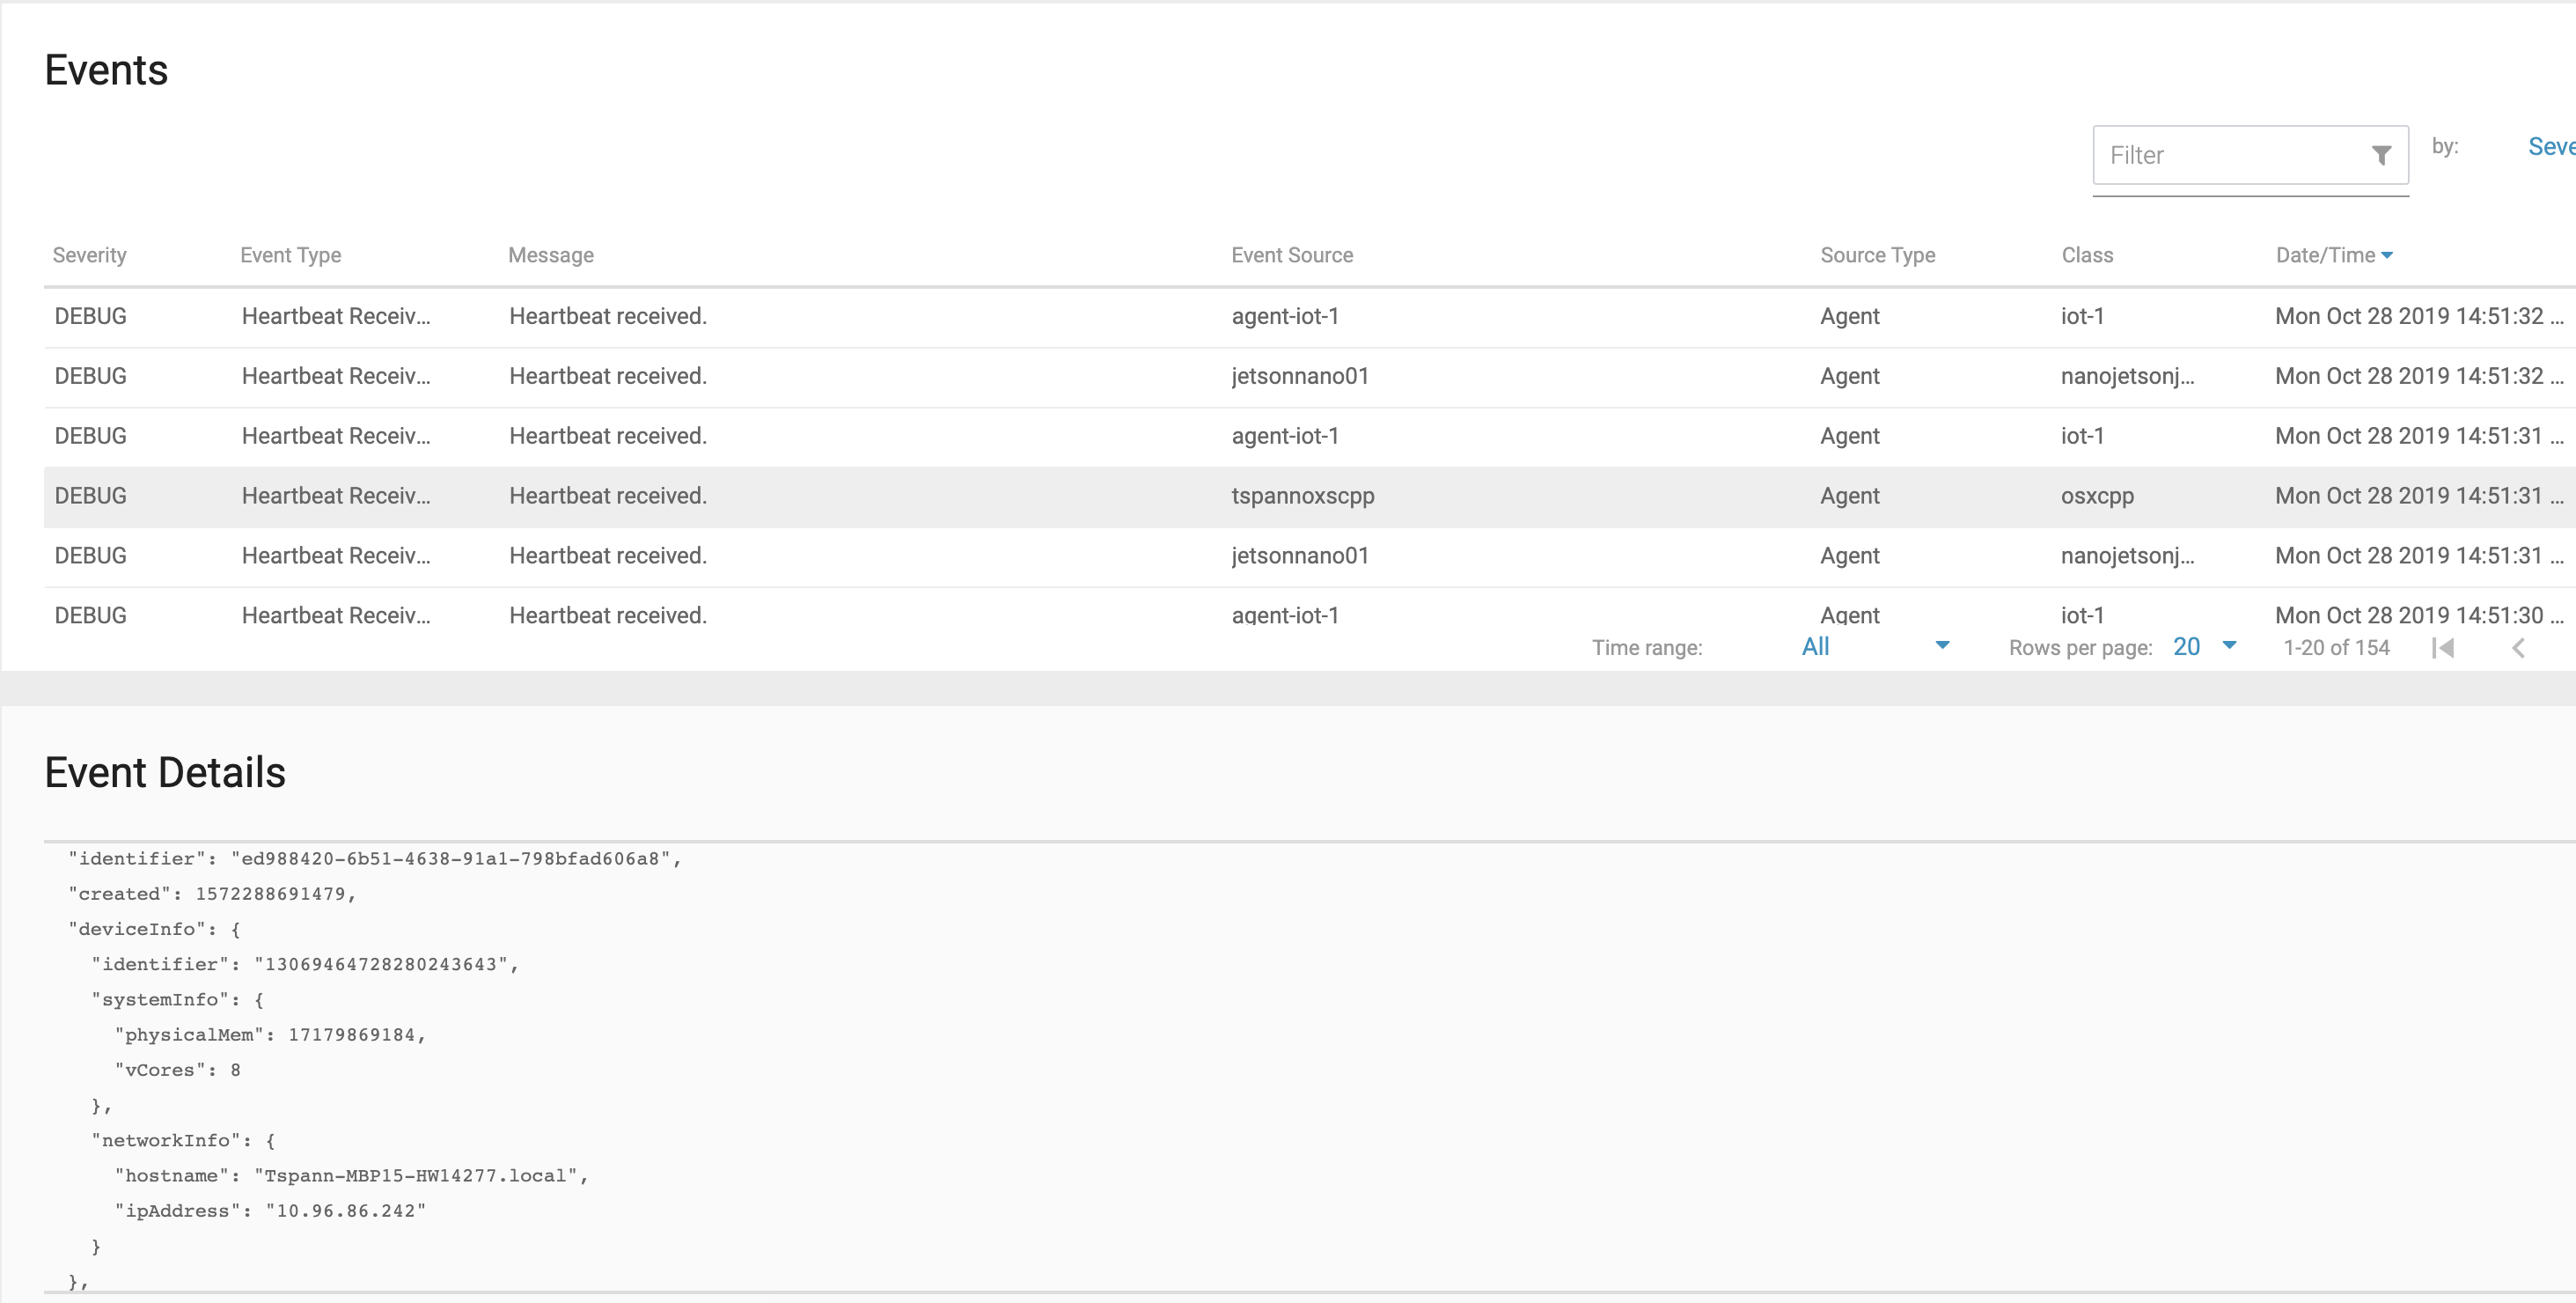 Events
Filter by: Seve
Severity Event Type Message Event Source Source Type Class Date/Time
DEBUG Heartbeat Receiv... Heartbeat received. agent-iot-1 Agent iot-1 Mon Oct 28 2019 14:51:32 ...
DEBUG Heartbeat Receiv... Heartbeat received. jetsonnano01 Agent nanojetsonj... Mon Oct 28 2019 14:51:32 ...
DEBUG Heartbeat Receiv... Heartbeat received. agent-iot-1 Agent iot-1 Mon Oct 28 2019 14:51:31 ...
DEBUG Heartbeat Receiv... Heartbeat received. tspannoxscpp Agent osxcpp Mon Oct 28 2019 14:51:31 ...
DEBUG Heartbeat Receiv... Heartbeat received. jetsonnano01 Agent nanojetsonj... Mon Oct 28 2019 14:51:31 ...
DEBUG Heartbeat Receiv... Heartbeat received. agent-iot-1 Agent iot-1 Mon Oct 28 2019 14:51:30 ...
Time range: All Rows per page: 20 1-20 of 154
Event Details
"identifier": "ed988420-6b51-4638-91a1-798bfad606a8",
"created": 1572288691479,
"deviceInfo": {
"identifier": "13069464728280243643",
"systemInfo": {
"physicalMem": 17179869184,
"vCores": 8
},
"networkInfo": {
"hostname": "Tspann-MBP15-HW14277.local",
"ipAddress": "10.96.86.242"
}
},